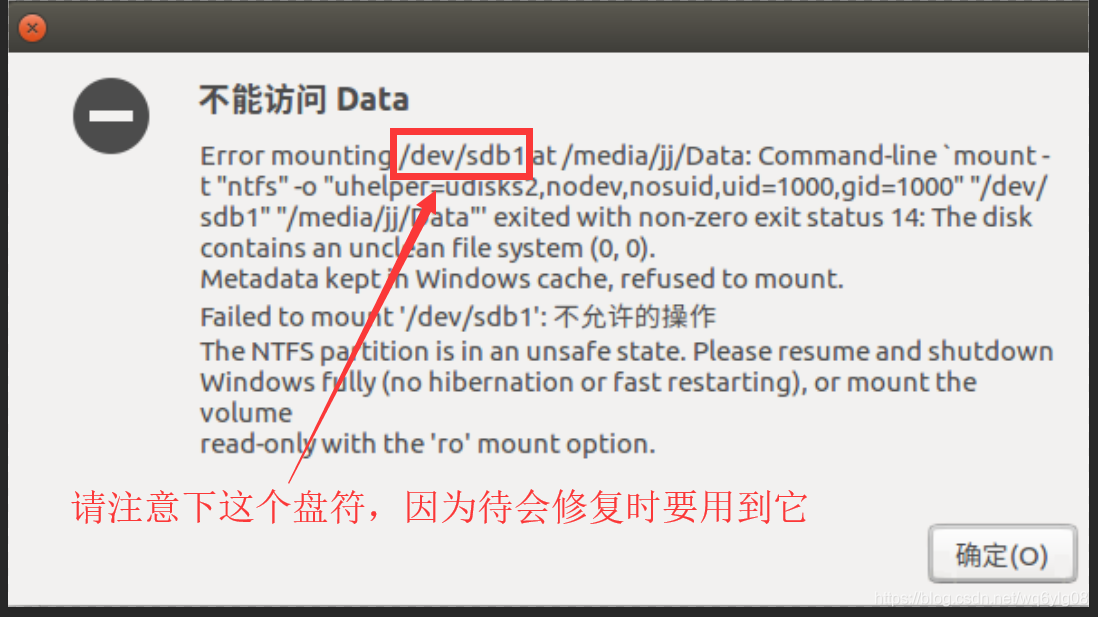 不能访问 Data
Error mounting /dev/sdb1 at /media/jj/Data: Command-line `mount -
t "ntfs" -o "uhelper=udisks2,nodev,nosuid,uid=1000,gid=1000" "/dev/
sdb1" "/media/jj/Data"' exited with non-zero exit status 14: The disk
contains an unclean file system (0, 0).
Metadata kept in Windows cache, refused to mount.
Failed to mount '/dev/sdb1': 不允许的操作
The NTFS partition is in an unsafe state. Please resume and shutdown
Windows fully (no hibernation or fast restarting), or mount the
volume
read-only with the 'ro' mount option.
请注意下这个盘符，因为待会修复时要用到它
确定(O)